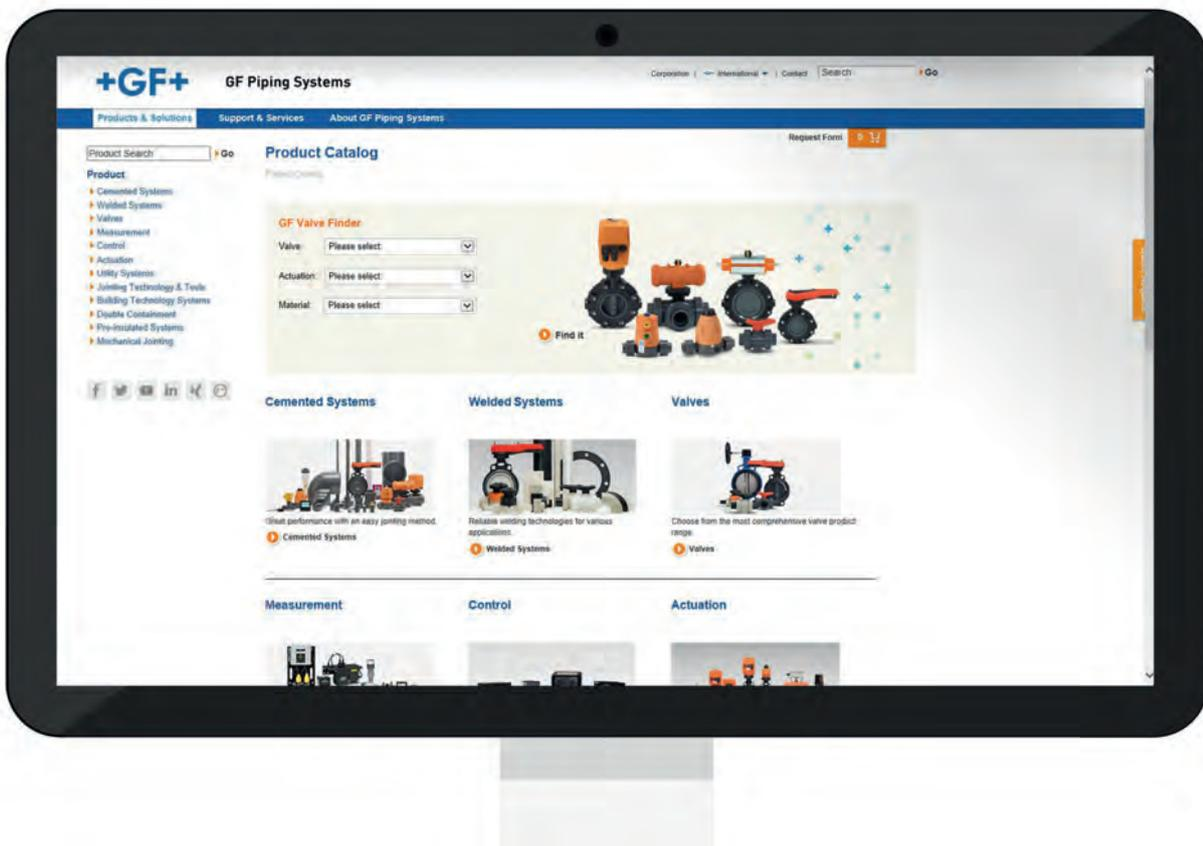 +GF+
GF Piping Systems
Corporation | International | Contact
Search
Go
Products & Solutions
Support & Services
About GF Piping Systems
Request Form
0
Product Search
Go
Product Catalog
Product Catalog
Product
Cemented Systems
Welded Systems
Valves
Measurement
Control
Actuation
Utility Systems
Jointing Technology & Tools
Building Technology Systems
Double Containment
Pre-insulated Systems
Mechanical Jointing
GF Valve Finder
Valve: Please select
Actuation: Please select
Material: Please select
Find it
f
in
Cemented Systems
Great performance with an easy jointing method.
Cemented Systems
Welded Systems
Reliable welding technologies for various
applications.
Welded Systems
Valves
Choose from the most comprehensive valve product
range.
Valves
Measurement
Control
Actuation